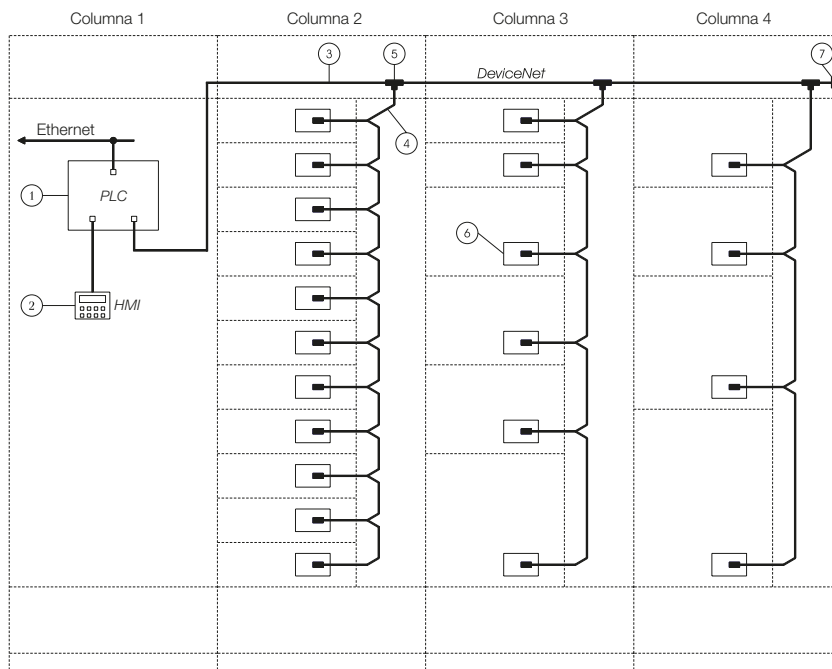 Columna 1
Columna 2
Columna 3
Columna 4
3
5
7
DeviceNet
Ethernet
4
1
PLC
6
2
HMI